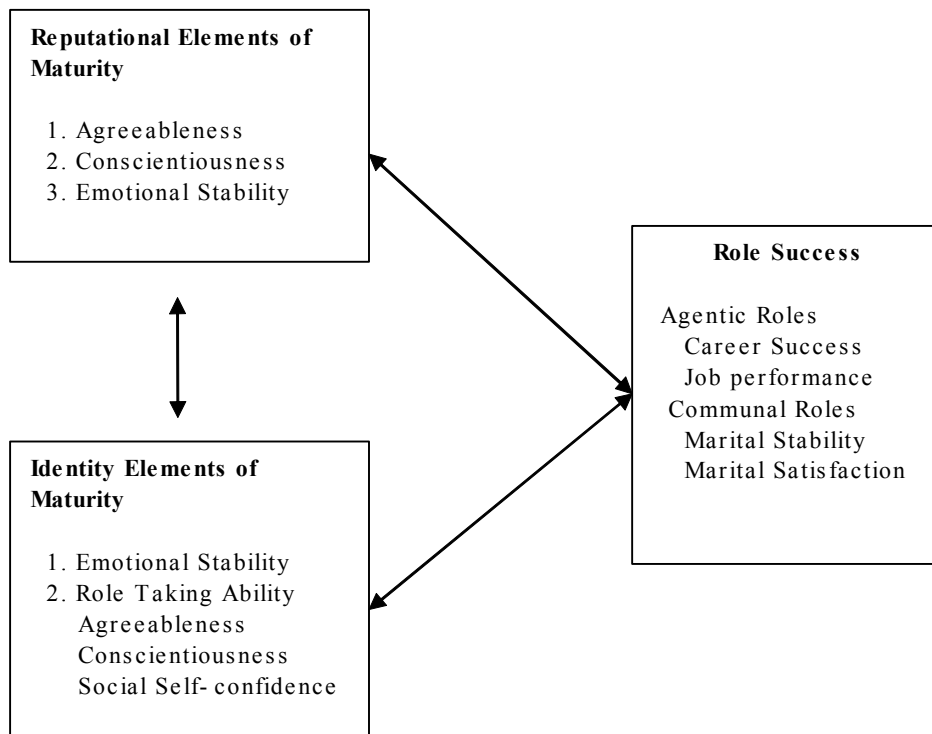 Reputational Elements of
Maturity
1. Agreeableness
2. Conscientiousness
3. Emotional Stability
Role Success
Agentic Roles
Career Success
Job performance
Communal Roles
Marital Stability
Marital Satisfaction
Identity Elements of
Maturity
1. Emotional Stability
2. Role Taking Ability
Agreeableness
Conscientiousness
Social Self- confidence